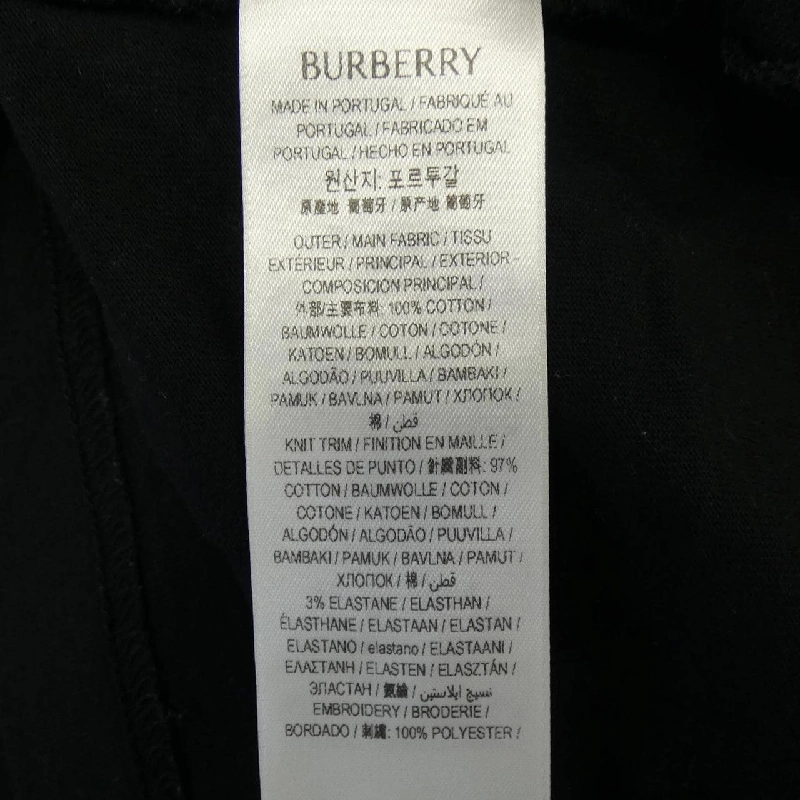 BURBERRY
MADE IN PORTUGAL / FABRIQUÉ AU
PORTUGAL / FABRICADO EM
PORTUGAL / HECHO EN PORTUGAL
원산지: 포르투갈
原產地 葡萄牙 / 原产地 葡萄牙
OUTER / MAIN FABRIC / TISSU
EXTÉRIEUR / PRINCIPAL / EXTERIOR -
COMPOSICION PRINCIPAL /
外部/主要布料: 100% COTTON /
BAUMWOLLE / COTON / COTONE /
KATOEN / BOMULL / ALGODÓN /
ALGODÃO / PUUVILLA / BAMBAKI /
PAMUK / BAVLNA / PAMUT / ХЛОПОК /
棉 / قطن /
KNIT TRIM / FINITION EN MAILLE /
DETALLES DE PUNTO / 針織副料: 97%
COTTON / BAUMWOLLE / COTON /
COTONE / KATOEN / BOMULL /
ALGODÓN / ALGODÃO / PUUVILLA /
BAMBAKI / PAMUK / BAVLNA / PAMUT /
ХЛОПОК / 棉 / قطن /
3% ELASTANE / ELASTHAN /
ÉLASTHANE / ELASTAAN / ELASTAN /
ELASTANO / elastano / ELASTAANI /
ΕΛΑΣΤΑΝΗ / ELASTEN / ELASZTÁN /
ЭЛАСТАН / 氨綸 / نسيج ايلاستين /
EMBROIDERY / BRODERIE /
BORDADO / 刺繡: 100% POLYESTER /